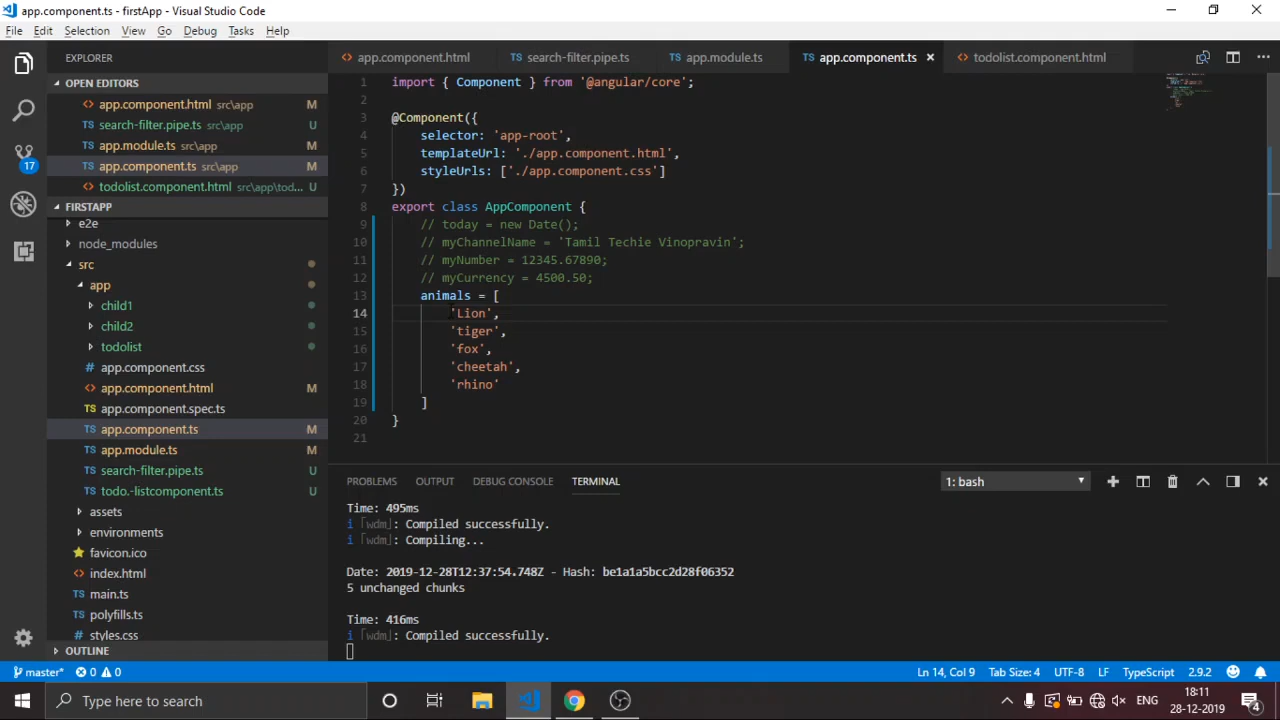 app.component.ts - firstApp - Visual Studio Code
File Edit Selection View Go Debug Tasks Help
EXPLORER
OPEN EDITORS
app.component.html src\app M
search-filter.pipe.ts src\app U
app.module.ts src\app M
app.component.ts src\app M
todolist.component.html src\app\tod... U
17
FIRSTAPP
e2e
node_modules
src
app
child1
child2
todolist
# app.component.css
app.component.html M
app.component.spec.ts
TS app.component.ts M
TS app.module.ts M
TS search-filter.pipe.ts U
TS todo.-listcomponent.ts U
assets
environments
favicon.ico
index.html
TS main.ts
TS polyfills.ts
# styles.css
OUTLINE
app.component.html TS search-filter.pipe.ts TS app.module.ts TS app.component.ts todolist.component.html
1 import { Component } from '@angular/core';
2
3 @Component({
4 selector: 'app-root',
5 templateUrl: './app.component.html',
6 styleUrls: ['./app.component.css']
7 })
8 export class AppComponent {
9 // today = new Date();
10 // myChannelName = 'Tamil Techie Vinopravin';
11 // myNumber = 12345.67890;
12 // myCurrency = 4500.50;
13 animals = [
14 'Lion',
15 'tiger',
16 'fox',
17 'cheetah',
18 'rhino'
19 ]
20 }
21
PROBLEMS OUTPUT DEBUG CONSOLE TERMINAL 1: bash
Time: 495ms
i ｢wdm｣: Compiled successfully.
i ｢wdm｣: Compiling...
Date: 2019-12-28T12:37:54.748Z - Hash: be1a1a5bcc2d28f06352
5 unchanged chunks
Time: 416ms
i ｢wdm｣: Compiled successfully.
master* 0 0 Ln 14, Col 9 Tab Size: 4 UTF-8 LF TypeScript 2.9.2
Type here to search ENG 18:11
28-12-2019 4